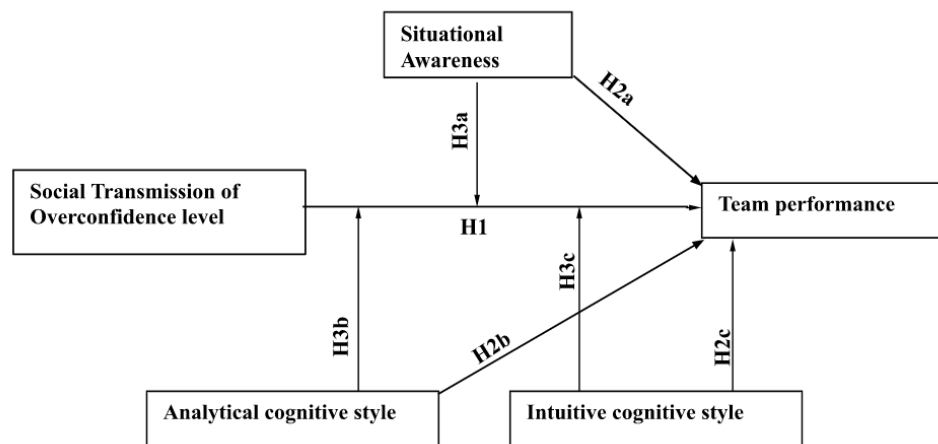 Situational
Awareness
H2a
H3a
Social Transmission of
Overconfidence level
Team performance
H1
H3c
H3b
H2b
H2c
Analytical cognitive style
Intuitive cognitive style